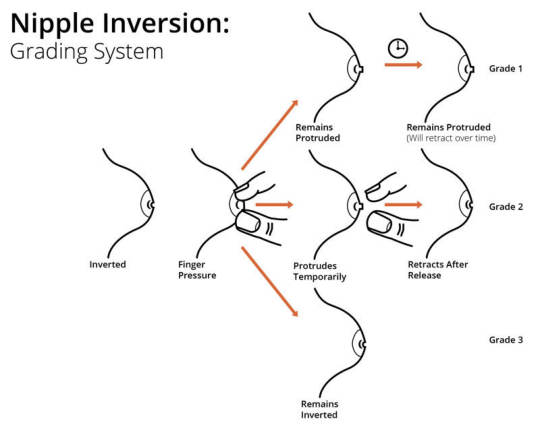 Nipple Inversion:
Grading System
Grade 1
Remains
Protruded
Remains Protruded
(Will retract over time)
Grade 2
Inverted
Finger
Pressure
Protrudes
Temporarily
Retracts After
Release
Grade 3
Remains
Inverted